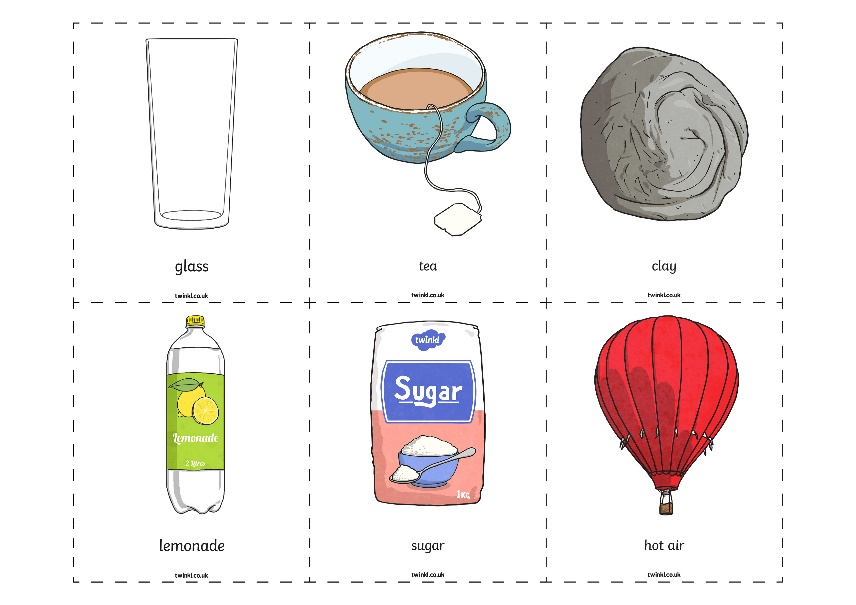 glass
twinkl.co.uk
tea
twinkl.co.uk
clay
twinkl.co.uk
Lemonade
2 litres
lemonade
twinkl.co.uk
twinkl
Sugar
1KG
sugar
twinkl.co.uk
hot air
twinkl.co.uk